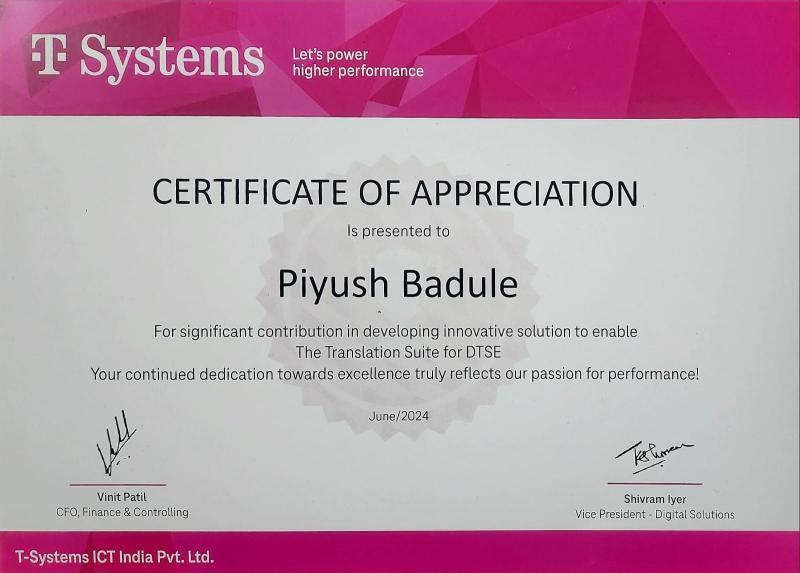 T Systems
Let's power
higher performance
CERTIFICATE OF APPRECIATION
Is presented to
Piyush Badule
For significant contribution in developing innovative solution to enable
The Translation Suite for DTSE
Your continued dedication towards excellence truly reflects our passion for performance!
June/2024
Vinit Patil
CFO, Finance & Controlling
Shivram Iyer
Vice President - Digital Solutions
T-Systems ICT India Pvt. Ltd.